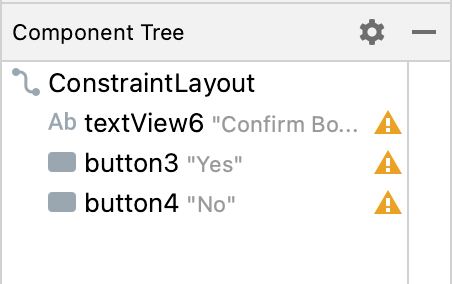 Component Tree
ConstraintLayout
Ab textView6 "Confirm Bo...
button3 "Yes"
button4 "No"